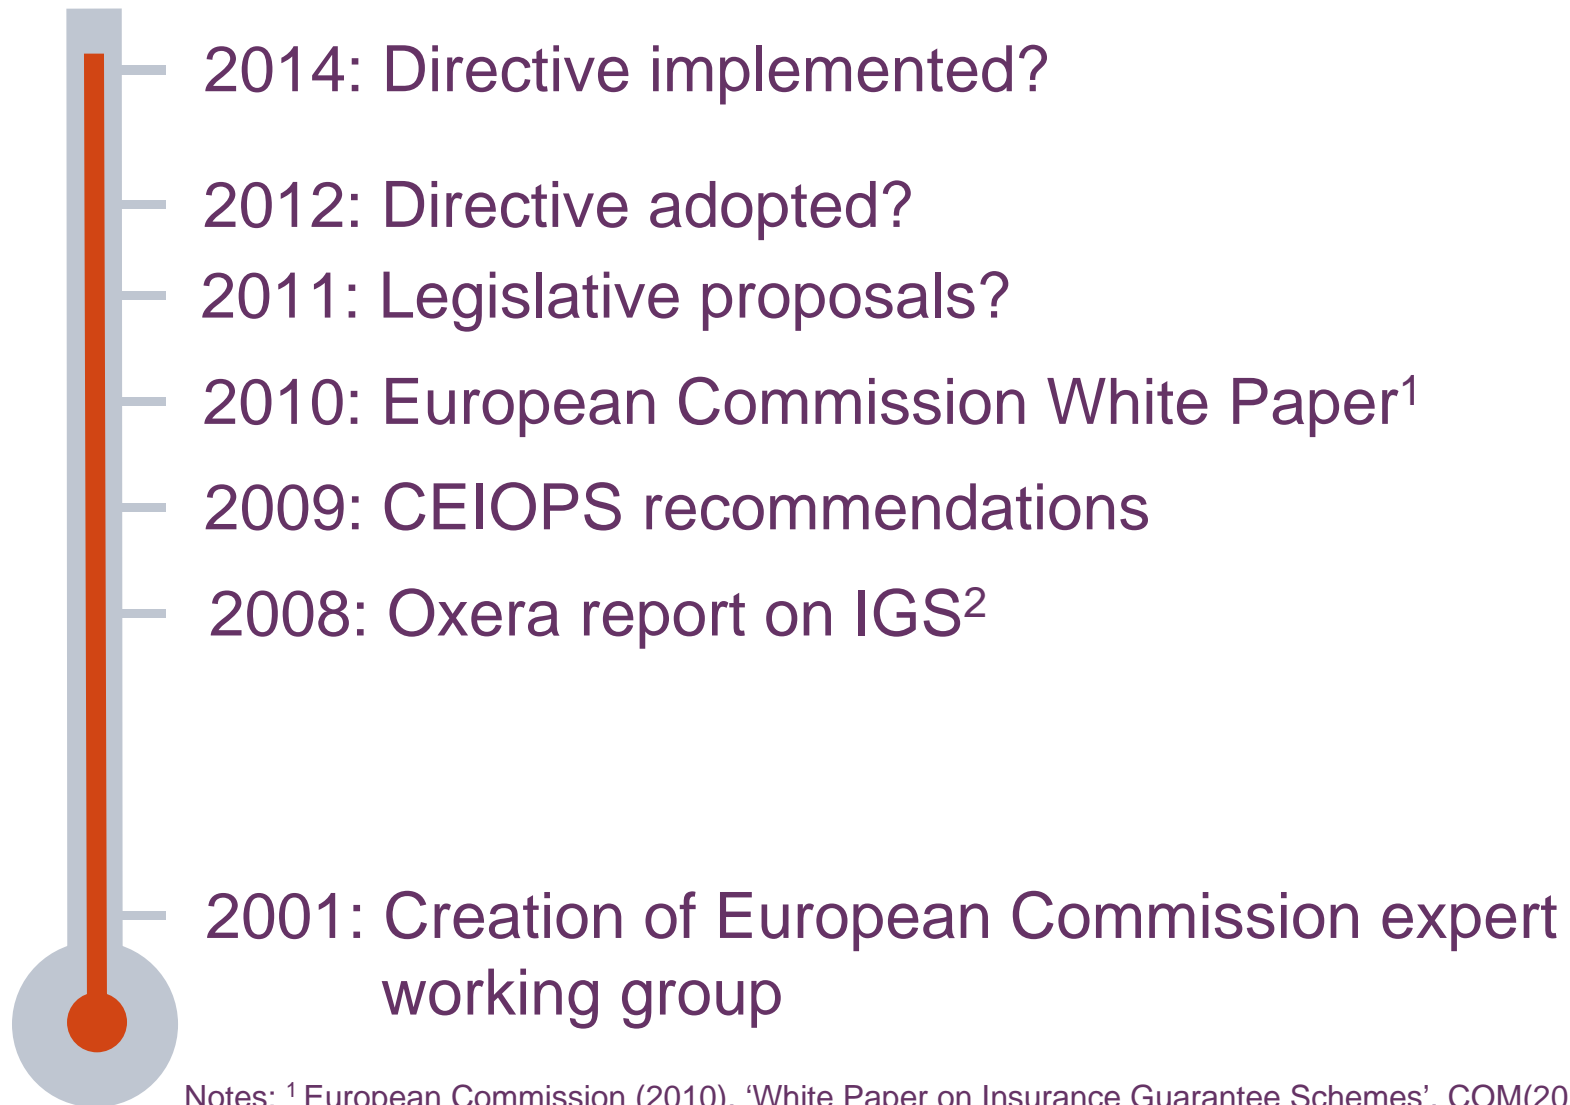 2014: Directive implemented?
2012: Directive adopted?
2011: Legislative proposals?
2010: European Commission White Paper¹
2009: CEIOPS recommendations
2008: Oxera report on IGS²
2001: Creation of European Commission expert
working group
Notes: ¹ European Commission (2010), ‘White Paper on Insurance Guarantee Schemes’, COM(20